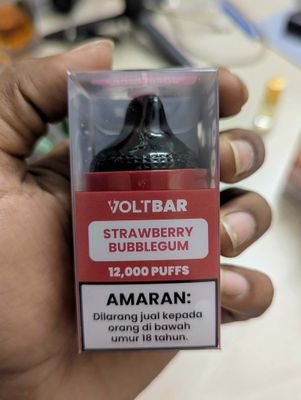 VOLTBAR
STRAWBERRY
BUBBLEGUM
12,000 PUFFS
AMARAN:
Dilarang jual kepada
orang di bawah
umur 18 tahun.